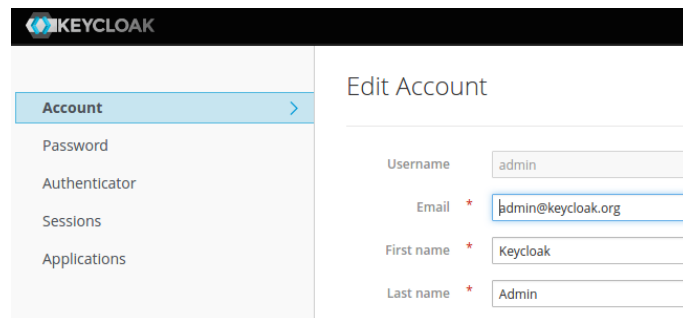 KEYCLOAK
Account
Password
Authenticator
Sessions
Applications
Edit Account
Username admin
Email * admin@keycloak.org
First name * Keycloak
Last name * Admin